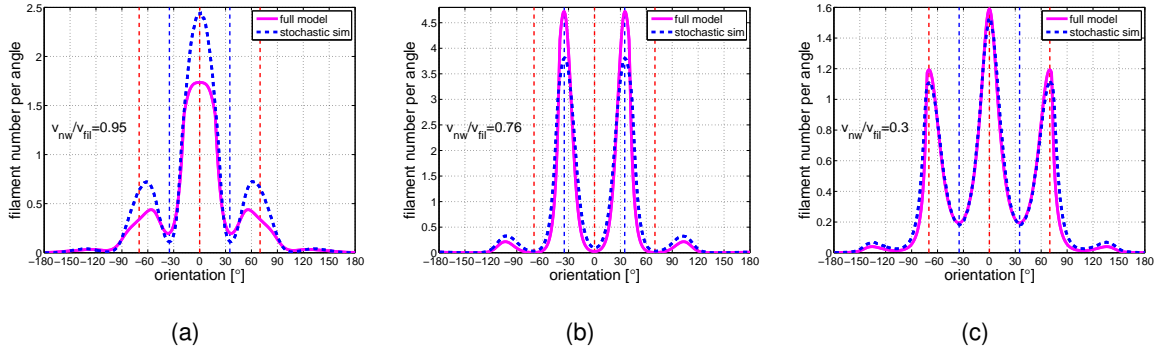 2.5
2
1.5
1
0.5
0
filament number per angle
v_nw/v_fil=0.95
full model
stochastic sim
-180 -150 -120 -90 -60 -30 0 30 60 90 120 150 180
orientation [°]
(a)
4.5
4
3.5
3
2.5
2
1.5
1
0.5
0
filament number per angle
v_nw/v_fil=0.76
full model
stochastic sim
-180 -150 -120 -90 -60 -30 0 30 60 90 120 150 180
orientation [°]
(b)
1.6
1.4
1.2
1
0.8
0.6
0.4
0.2
0
filament number per angle
v_nw/v_fil=0.3
full model
stochastic sim
-180 -150 -120 -90 -60 -30 0 30 60 90 120 150 180
orientation [°]
(c)